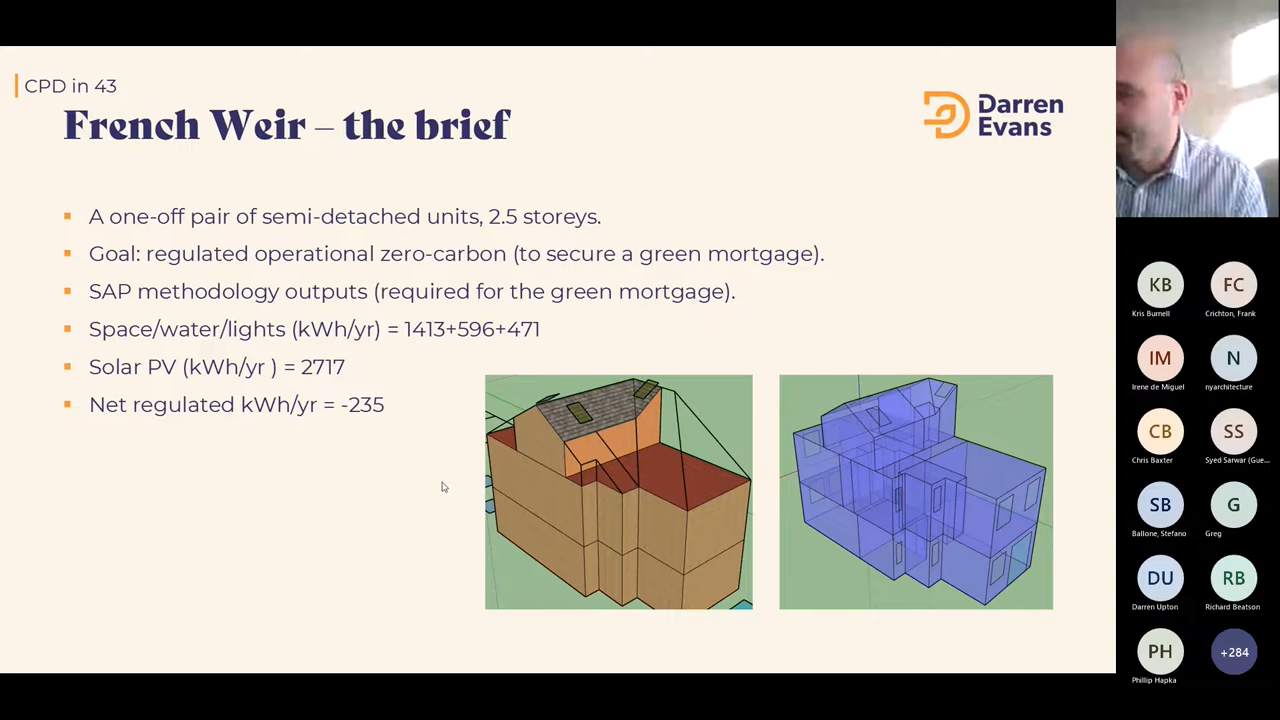 CPD in 43
French Weir – the brief
Darren
Evans
▪ A one-off pair of semi-detached units, 2.5 storeys.
▪ Goal: regulated operational zero-carbon (to secure a green mortgage).
▪ SAP methodology outputs (required for the green mortgage).
▪ Space/water/lights (kWh/yr) = 1413+596+471
▪ Solar PV (kWh/yr ) = 2717
▪ Net regulated kWh/yr = -235
KB
FC
Kris Burnell
Crichton, Frank
IM
N
Irene de Miguel
nyarchitecture
CB
SS
Chris Baxter
Syed Sarwar (Gue...
SB
G
Ballone, Stefano
Greg
DU
RB
Darren Upton
Richard Beatson
PH
+284
Phillip Hapka